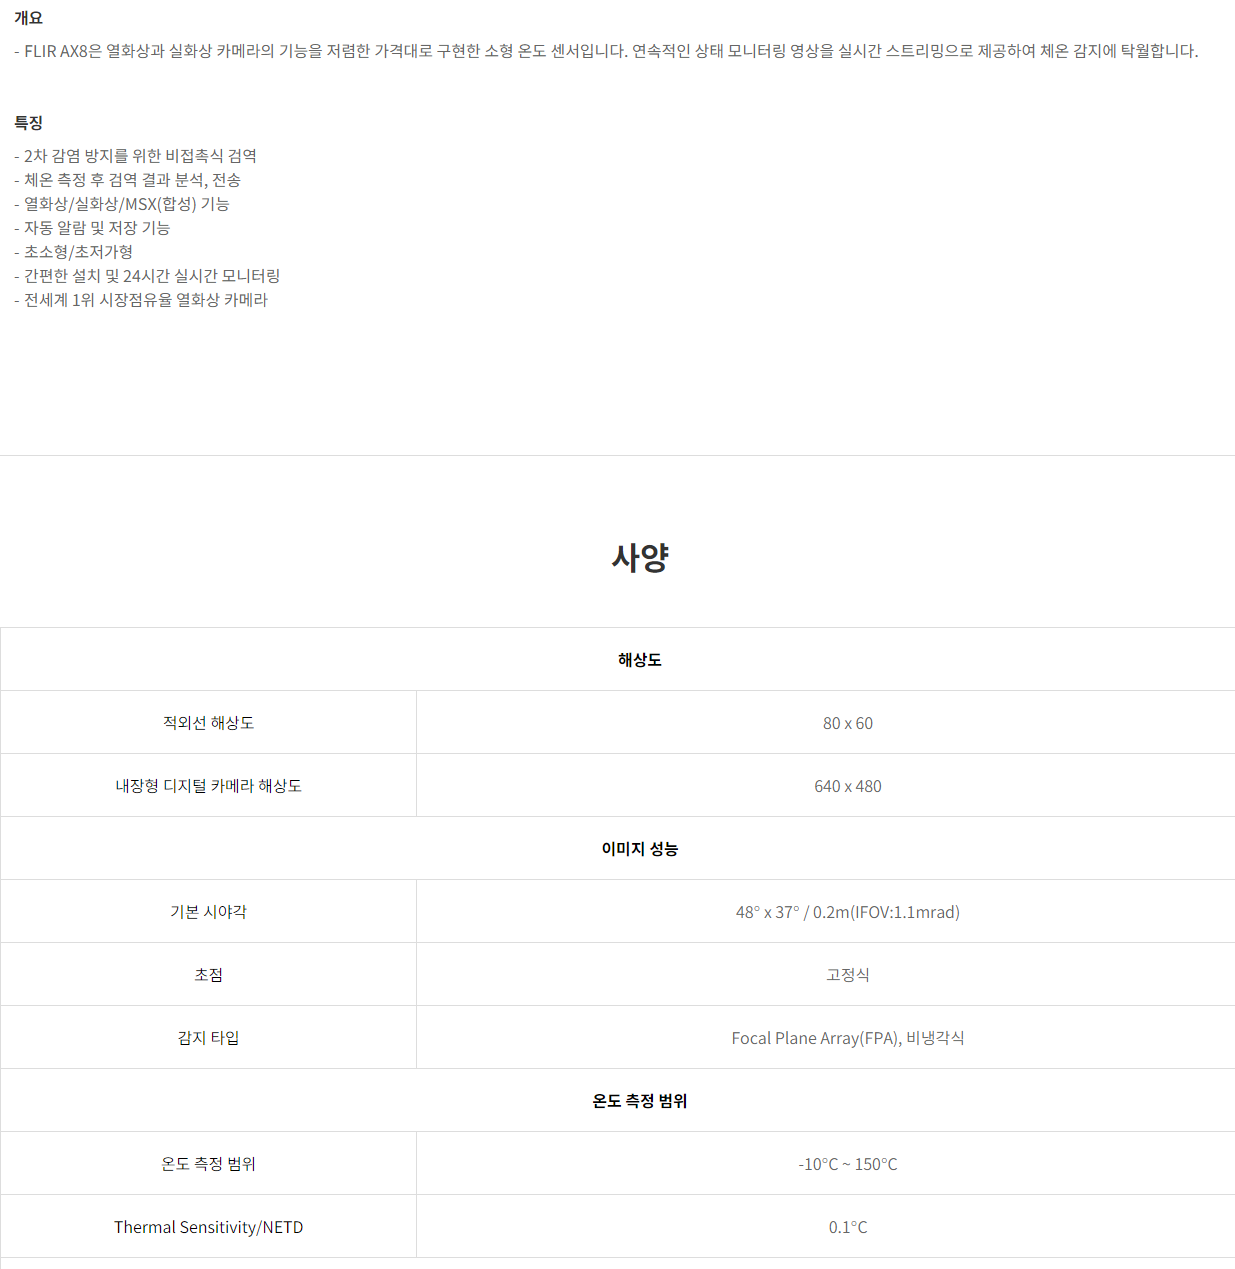 개요
- FLIR AX8은 열화상과 실화상 카메라의 기능을 저렴한 가격대로 구현한 소형 온도 센서입니다. 연속적인 상태 모니터링 영상을 실시간 스트리밍으로 제공하여 체온 감지에 탁월합니다.
특징
- 2차 감염 방지를 위한 비접촉식 검역
- 체온 측정 후 검역 결과 분석, 전송
- 열화상/실화상/MSX(합성) 기능
- 자동 알람 및 저장 기능
- 초소형/초저가형
- 간편한 설치 및 24시간 실시간 모니터링
- 전세계 1위 시장점유율 열화상 카메라
사양
해상도
적외선 해상도 80 x 60
내장형 디지털 카메라 해상도 640 x 480
이미지 성능
기본 시야각 48° x 37° / 0.2m(IFOV:1.1mrad)
초점 고정식
감지 타입 Focal Plane Array(FPA), 비냉각식
온도 측정 범위
온도 측정 범위 -10°C ~ 150°C
Thermal Sensitivity/NETD 0.1°C